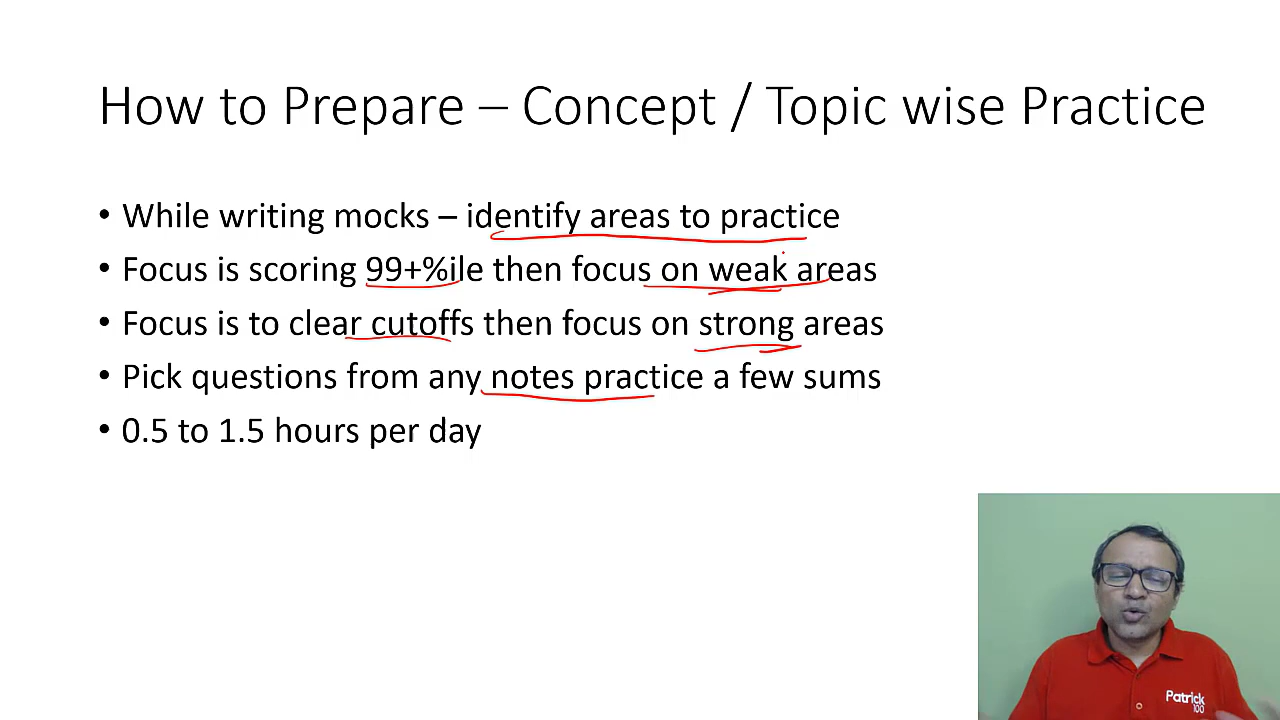 How to Prepare – Concept / Topic wise Practice
• While writing mocks – identify areas to practice
• Focus is scoring 99+%ile then focus on weak areas
• Focus is to clear cutoffs then focus on strong areas
• Pick questions from any notes practice a few sums
• 0.5 to 1.5 hours per day
Patrick
100